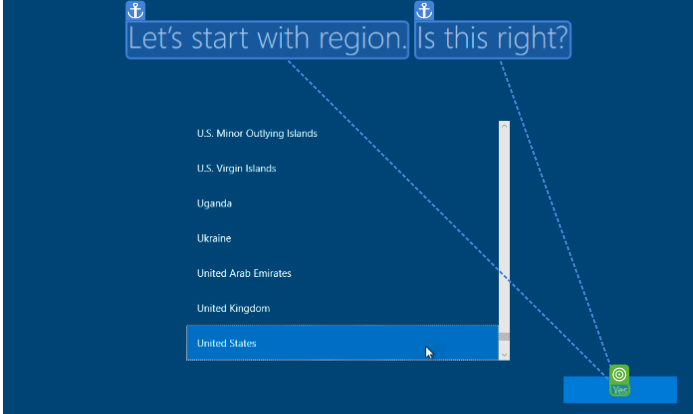 Let's start with region. Is this right?
U.S. Minor Outlying Islands
U.S. Virgin Islands
Uganda
Ukraine
United Arab Emirates
United Kingdom
United States
Yes